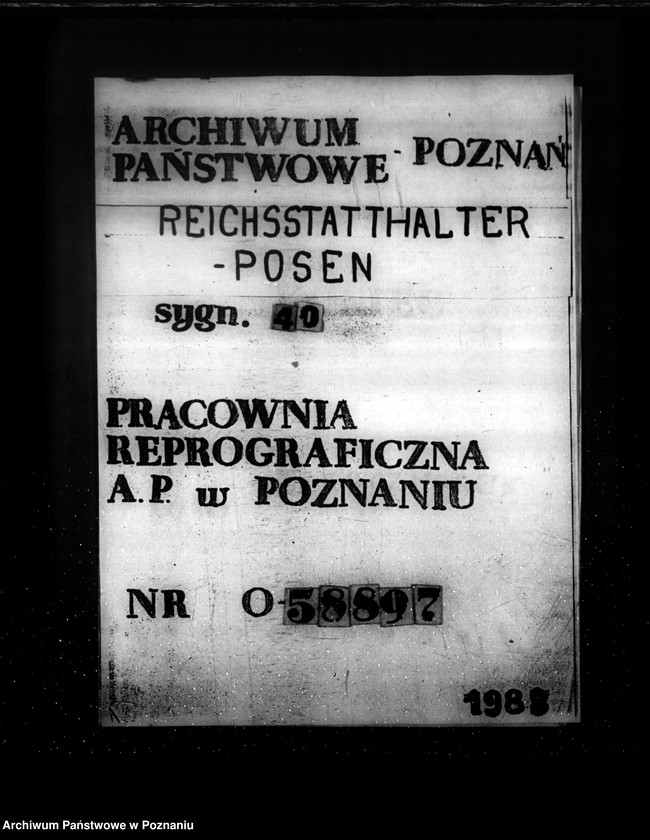 ARCHIWUM
PAŃSTWOWE - POZNAŃ
REICHSSTATTHALTER
-POSEN
sygn. 40
PRACOWNIA
REPROGRAFICZNA
A.P. w POZNANIU
NR O-58897
1988
Archiwum Państwowe w Poznaniu